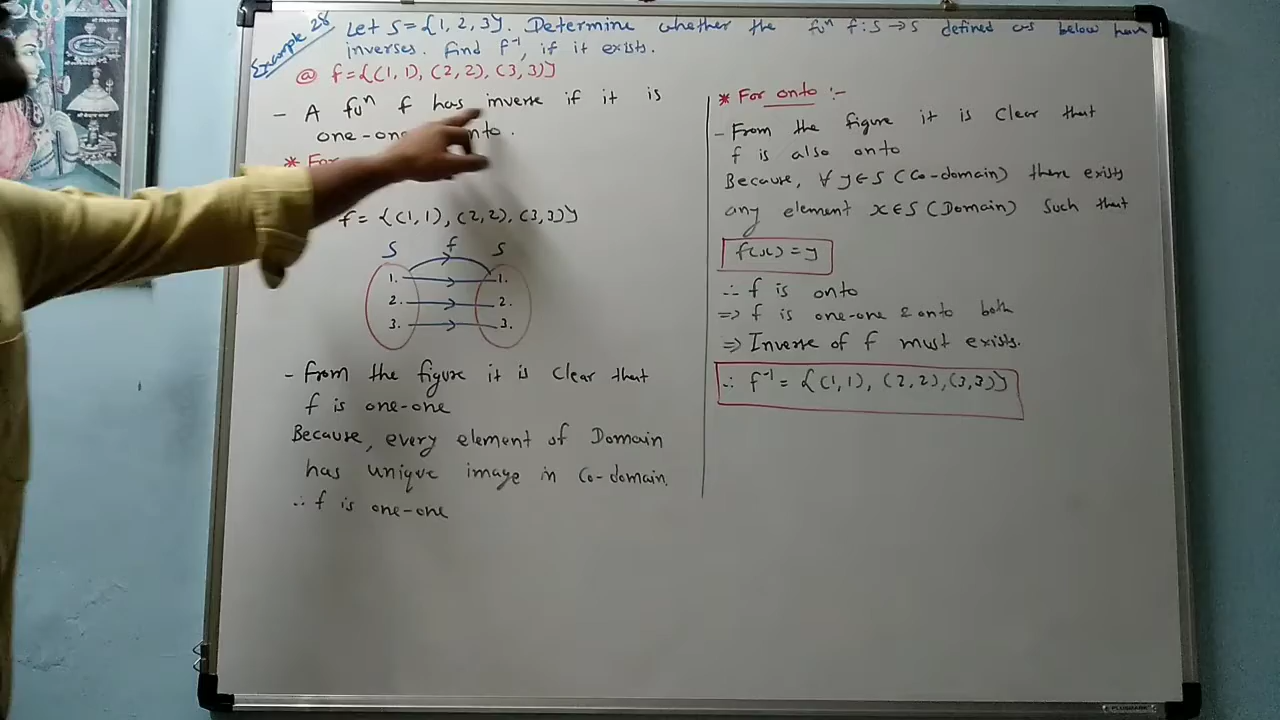 Example 28 Let S = {1, 2, 3}. Determine whether the fuⁿ f : S → S defined as below have
inverses. Find f⁻¹, if it exists.
ⓐ f = {(1, 1), (2, 2), (3, 3)}
- A fuⁿ f has inverse if it is
one-one onto.
* For
f = {(1, 1), (2, 2), (3, 3)}
S f S
1. 1.
2. 2.
3. 3.
- From the figure it is clear that
f is one-one
Because, every element of Domain
has unique image in Co-domain.
∴ f is one-one
* For onto :-
- From the figure it is clear that
f is also onto
Because, ∀ y ∈ S (Co-domain) there exists
any element x ∈ S (Domain) such that
f(x) = y
∴ f is onto
⇒ f is one-one & onto both
⇒ Inverse of f must exists.
∴ f⁻¹ = {(1, 1), (2, 2), (3, 3)}